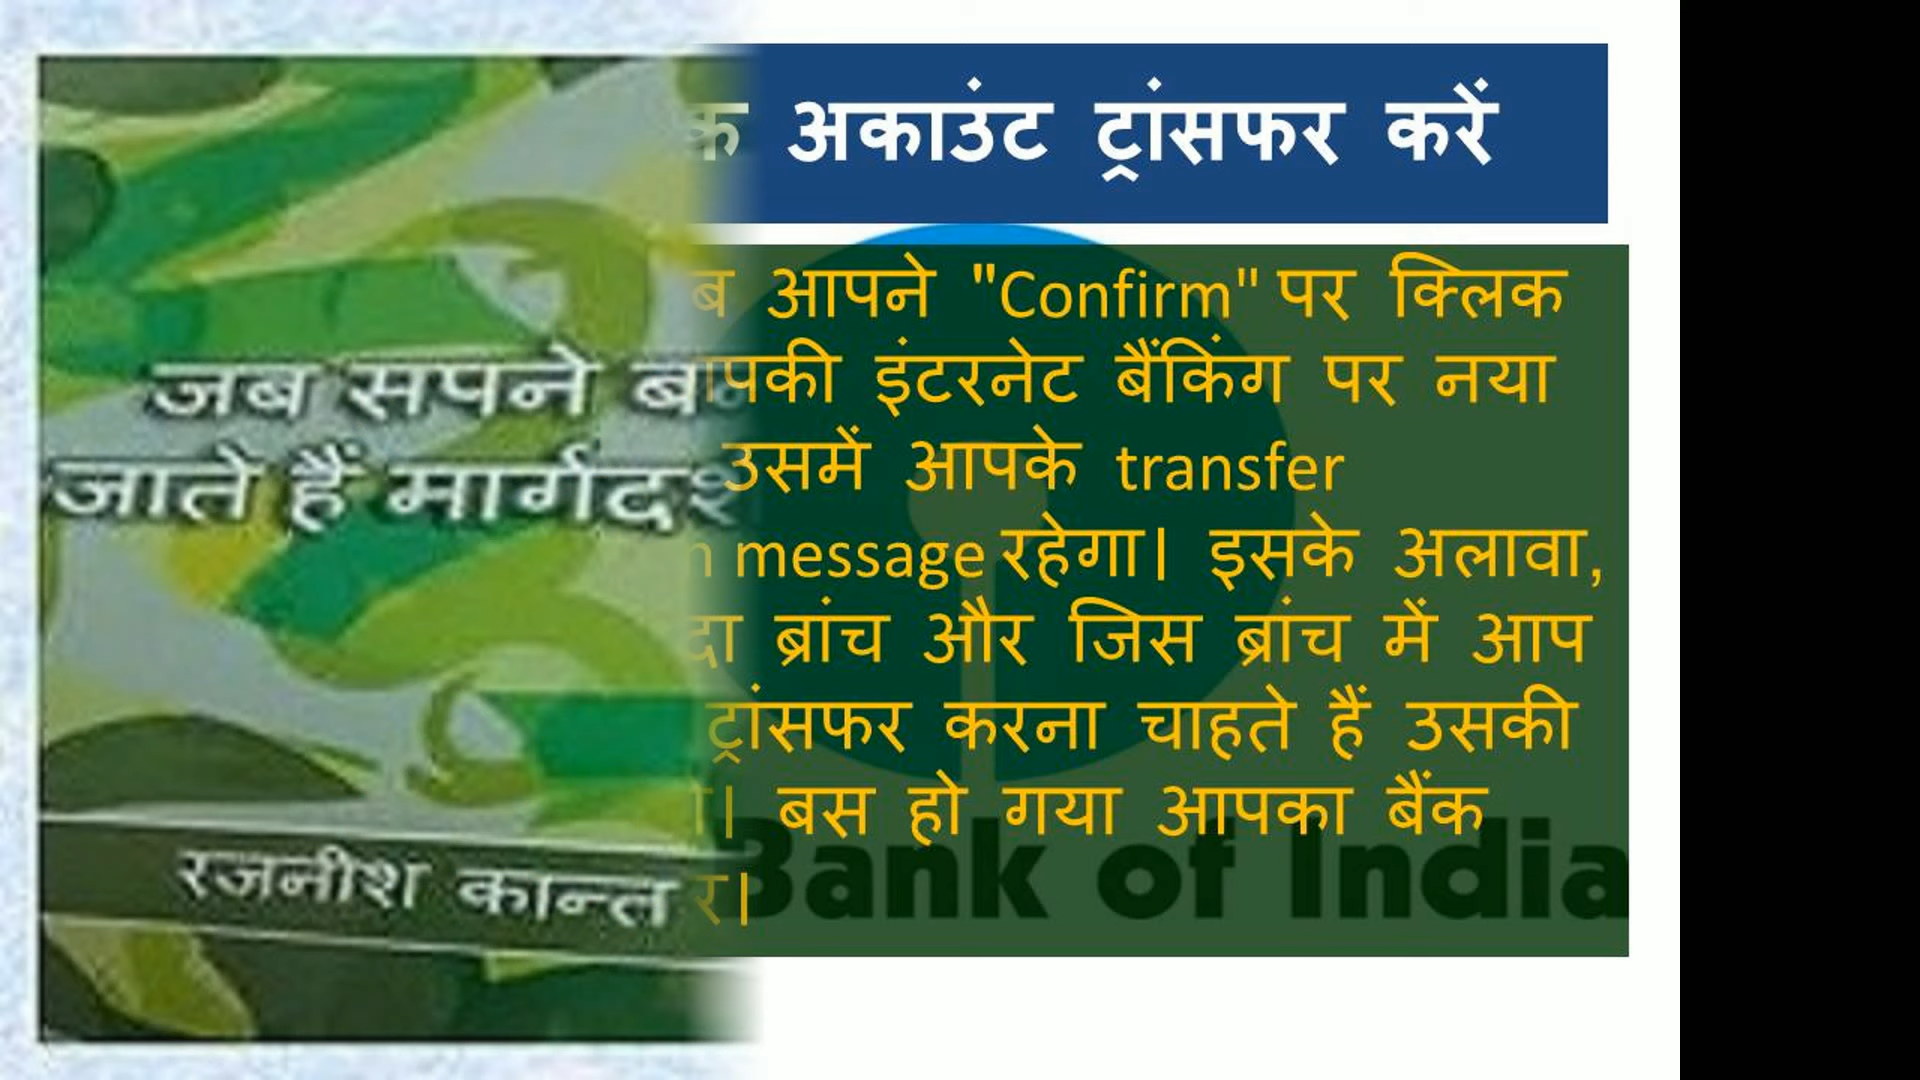 जब सपने ब
जाते हैं मार्गदर्श
रजनीश कान्त
क अकाउंट ट्रांसफर करें
ब आपने "Confirm" पर क्लिक
पकी इंटरनेट बैंकिंग पर नया
उसमें आपके transfer
n message रहेगा। इसके अलावा,
दा ब्रांच और जिस ब्रांच में आप
ट्रांसफर करना चाहते हैं उसकी
बस हो गया आपका बैंक
र।
Bank of India